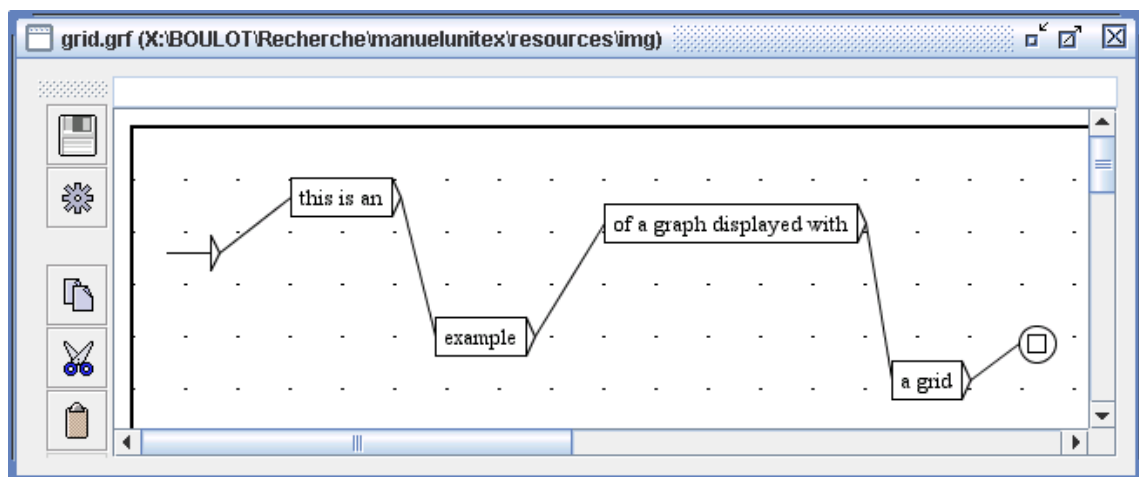 grid.grf (X:\BOULOT\Recherche\manuelunitex\resources\img)
this is an
example
of a graph displayed with
a grid